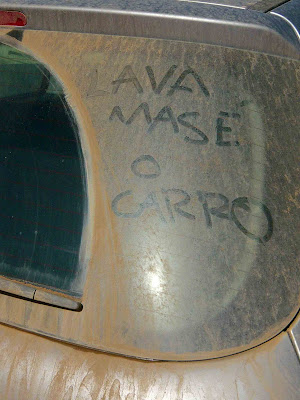 LAVA
MAS É
O
CARRO